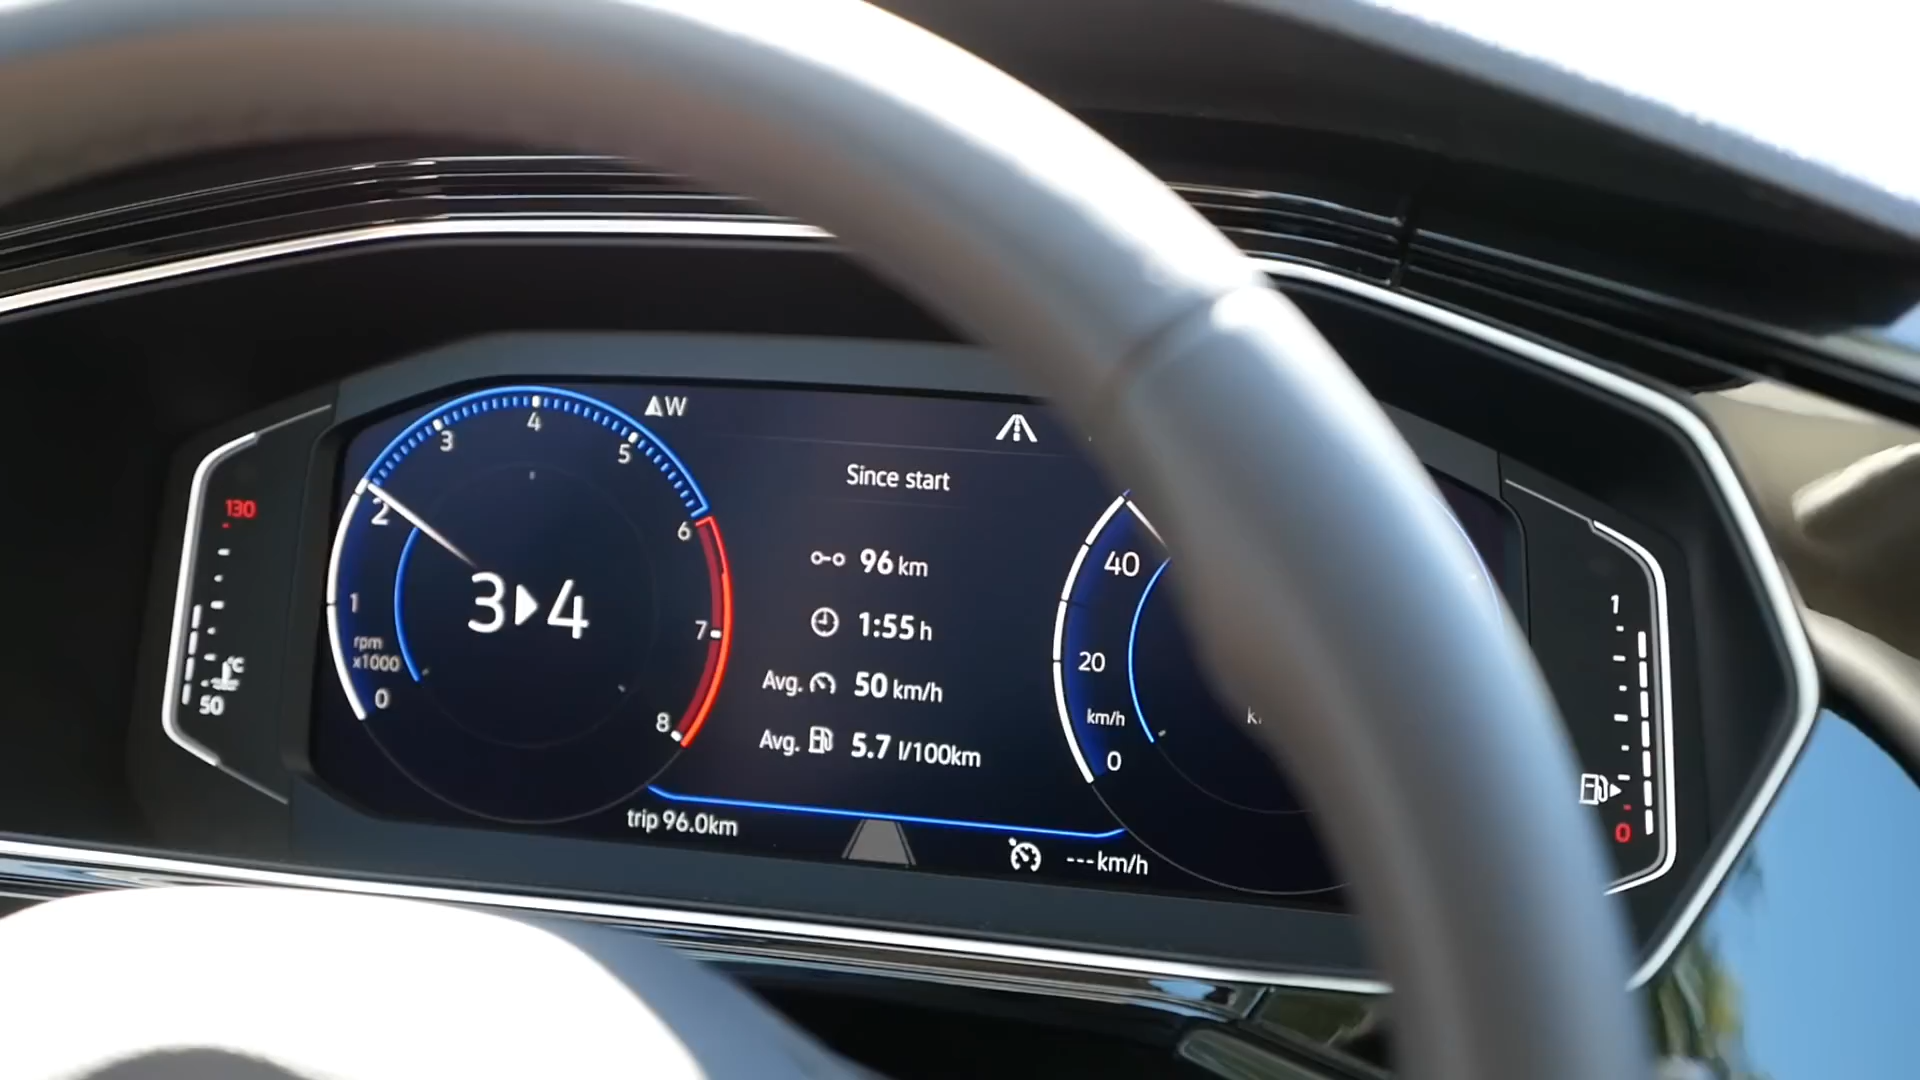 W
Since start
96 km
1:55 h
Avg. 50 km/h
Avg. 5.7 l/100km
trip 96.0km
--- km/h
3▸4
0
1
2
3
4
5
6
7
8
rpm
x1000
130
°C
50
40
20
km/h
0
1
0